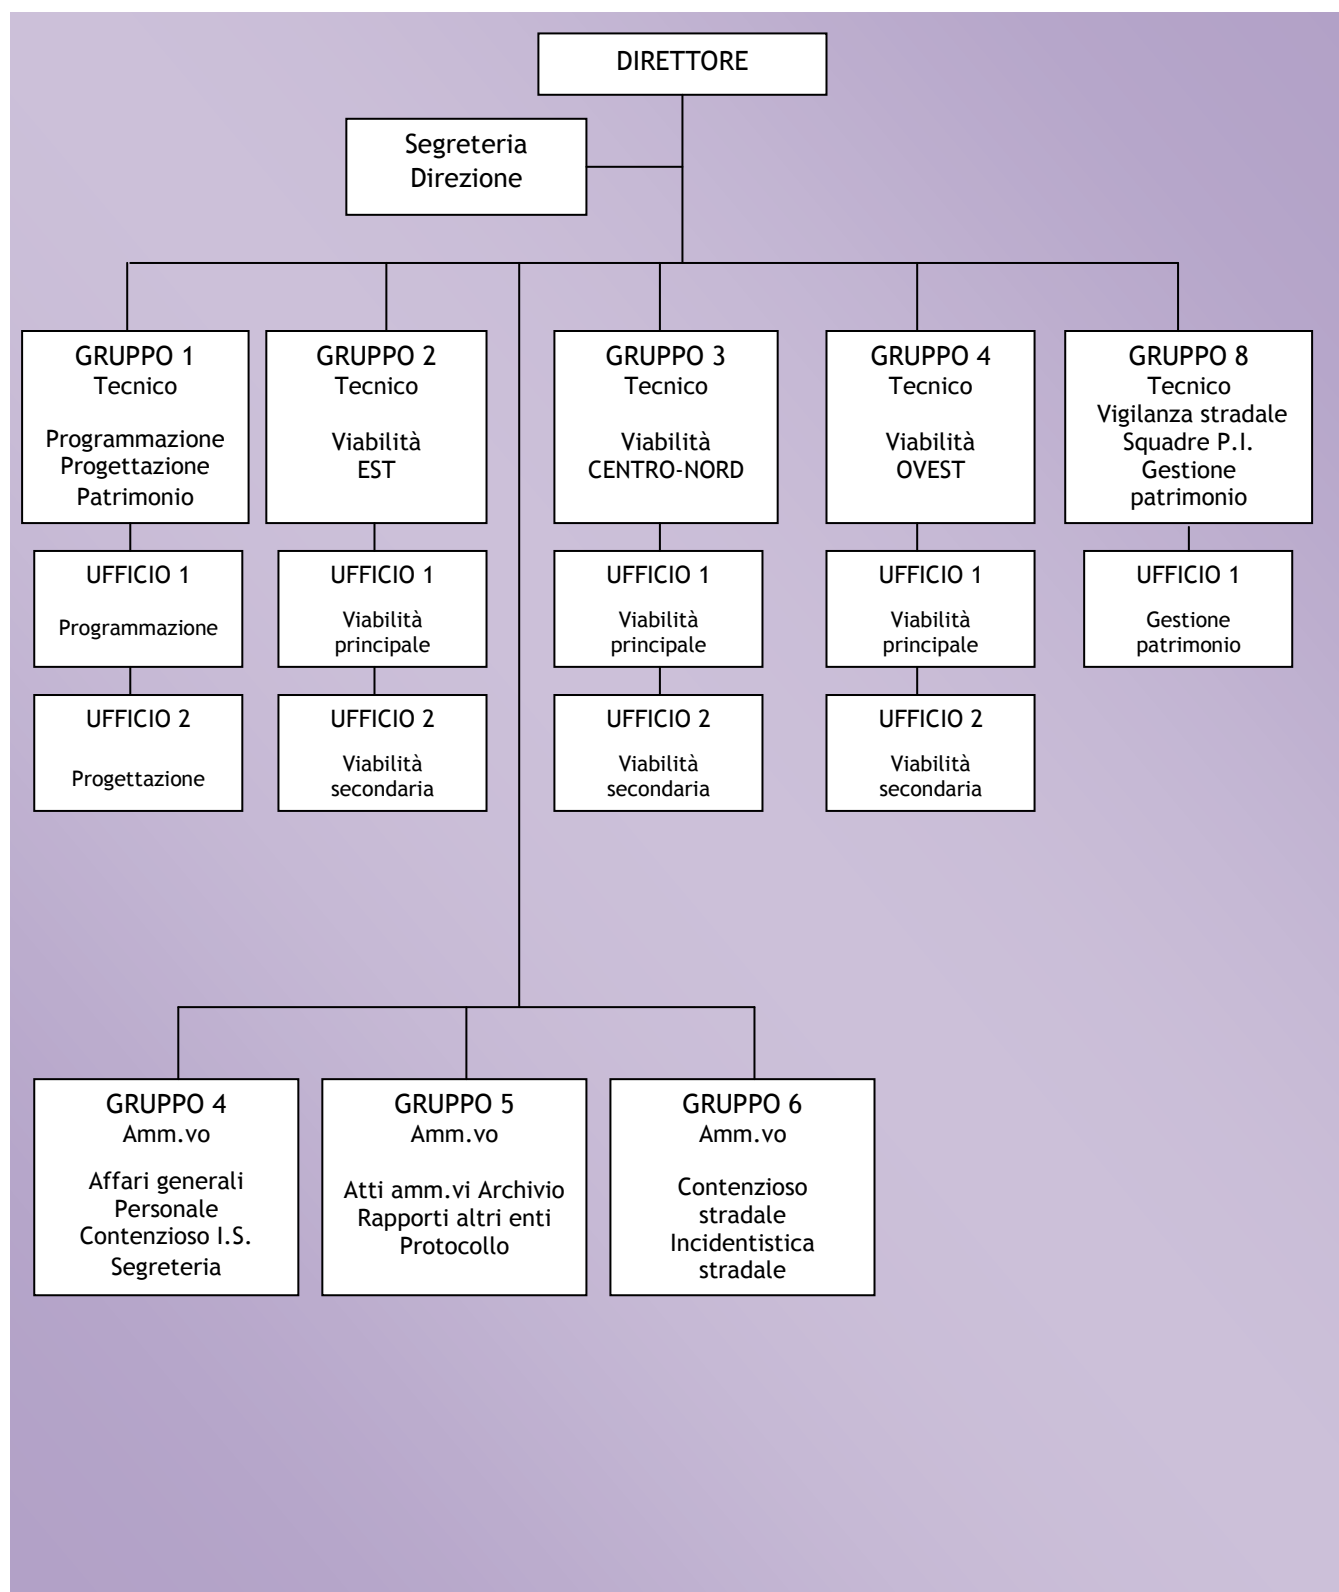 DIRETTORE
Segreteria
Direzione
GRUPPO 1
Tecnico
Programmazione
Progettazione
Patrimonio
GRUPPO 2
Tecnico
Viabilità
EST
GRUPPO 3
Tecnico
Viabilità
CENTRO-NORD
GRUPPO 4
Tecnico
Viabilità
OVEST
GRUPPO 8
Tecnico
Vigilanza stradale
Squadre P.I.
Gestione
patrimonio
UFFICIO 1
Programmazione
UFFICIO 1
Viabilità
principale
UFFICIO 1
Viabilità
principale
UFFICIO 1
Viabilità
principale
UFFICIO 1
Gestione
patrimonio
UFFICIO 2
Progettazione
UFFICIO 2
Viabilità
secondaria
UFFICIO 2
Viabilità
secondaria
UFFICIO 2
Viabilità
secondaria
GRUPPO 4
Amm.vo
Affari generali
Personale
Contenzioso I.S.
Segreteria
GRUPPO 5
Amm.vo
Atti amm.vi Archivio
Rapporti altri enti
Protocollo
GRUPPO 6
Amm.vo
Contenzioso
stradale
Incidentistica
stradale